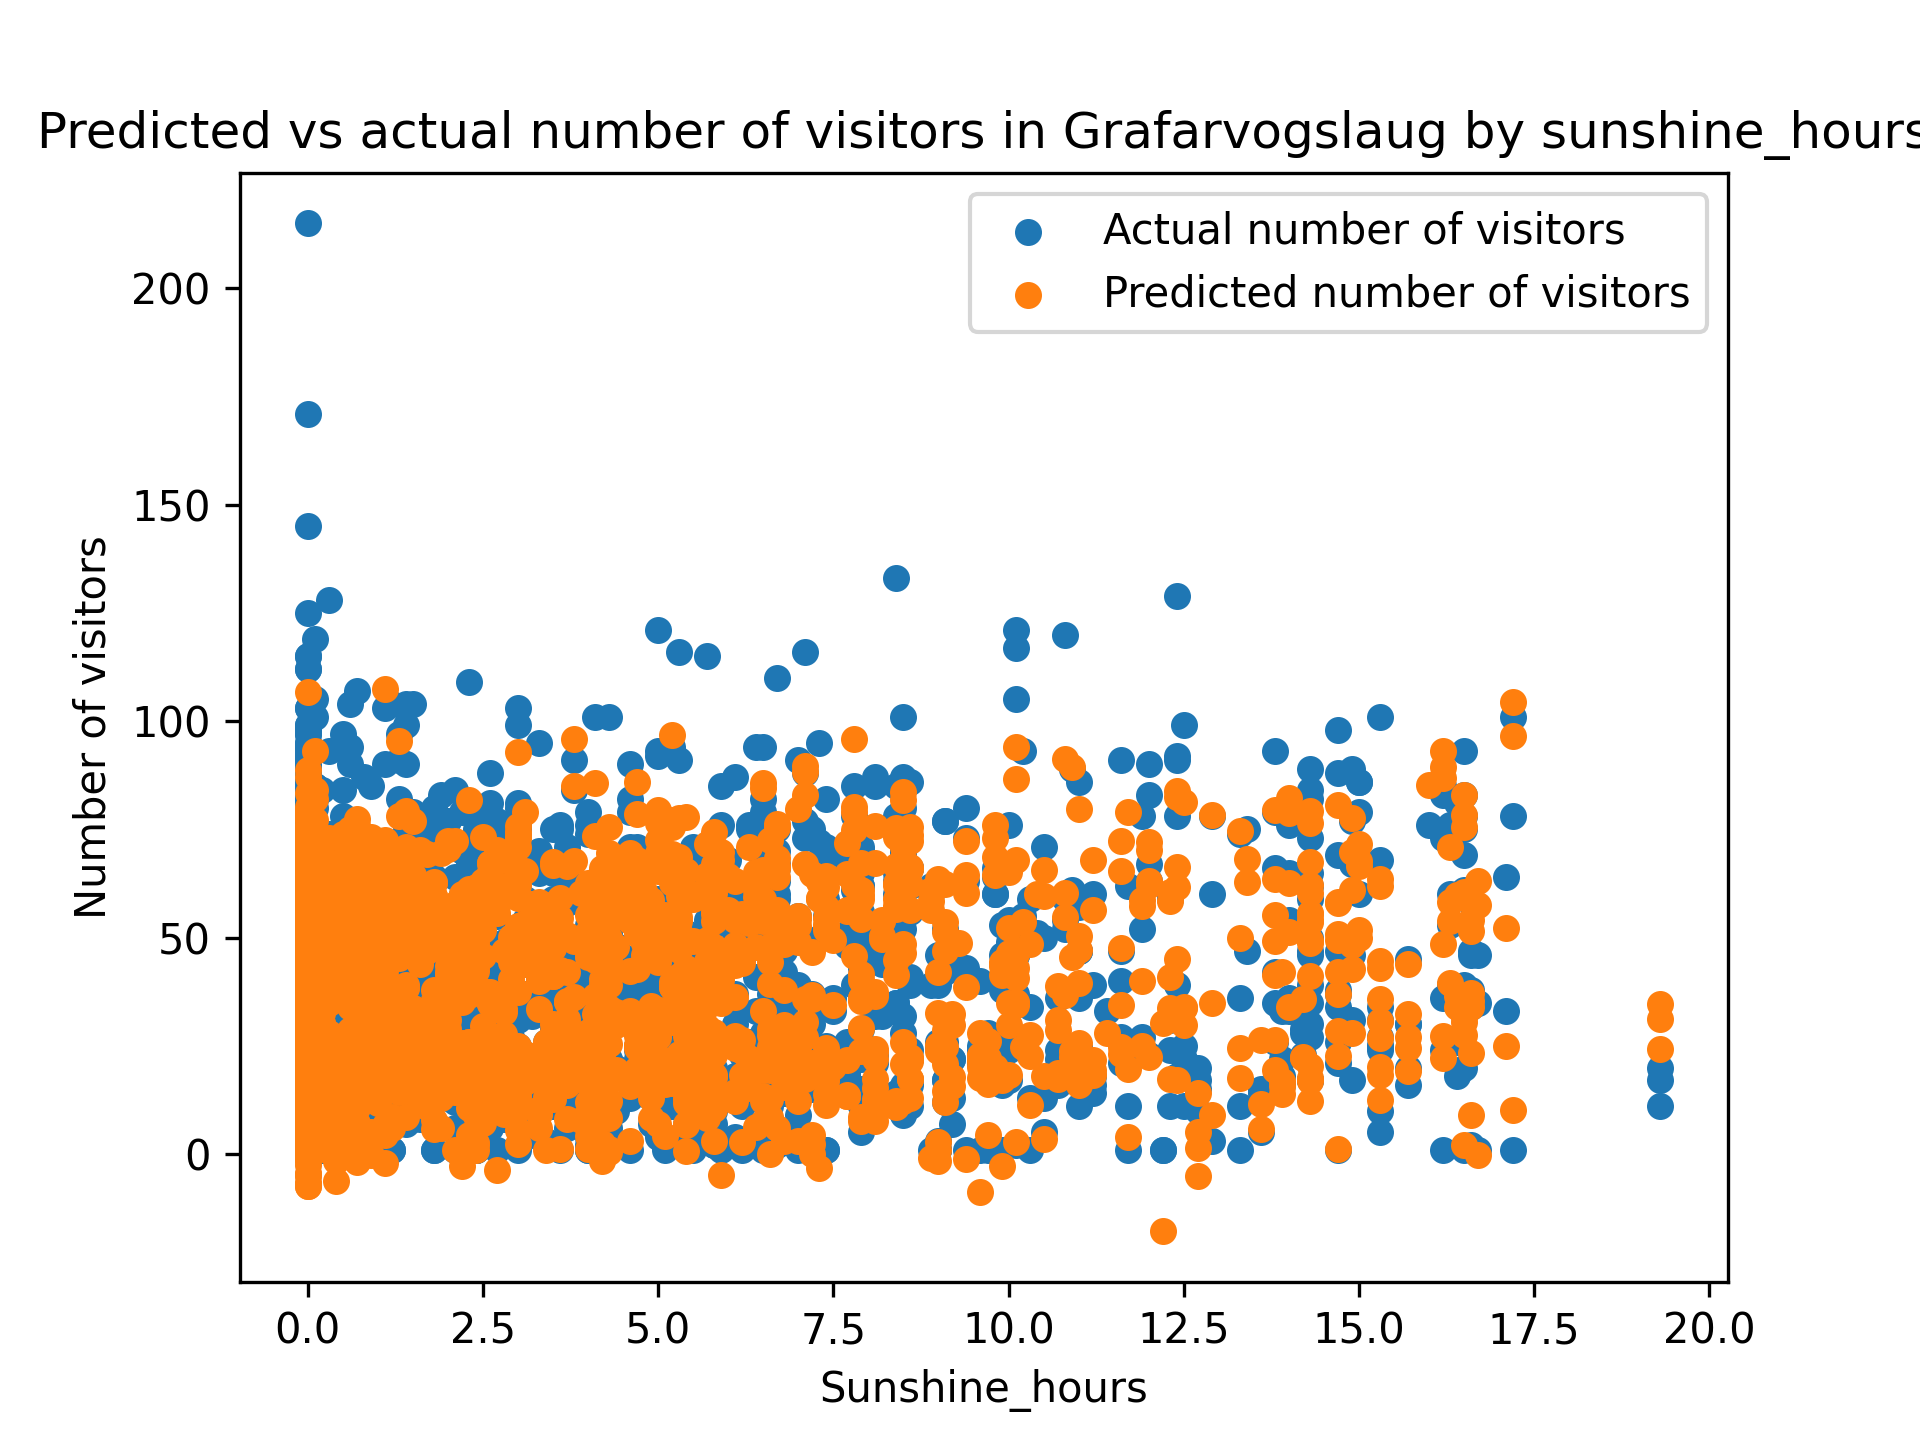 Predicted vs actual number of visitors in Grafarvogslaug by sunshine_hours
Actual number of visitors
Predicted number of visitors
200
150
100
50
0
Number of visitors
0.0 2.5 5.0 7.5 10.0 12.5 15.0 17.5 20.0
Sunshine_hours